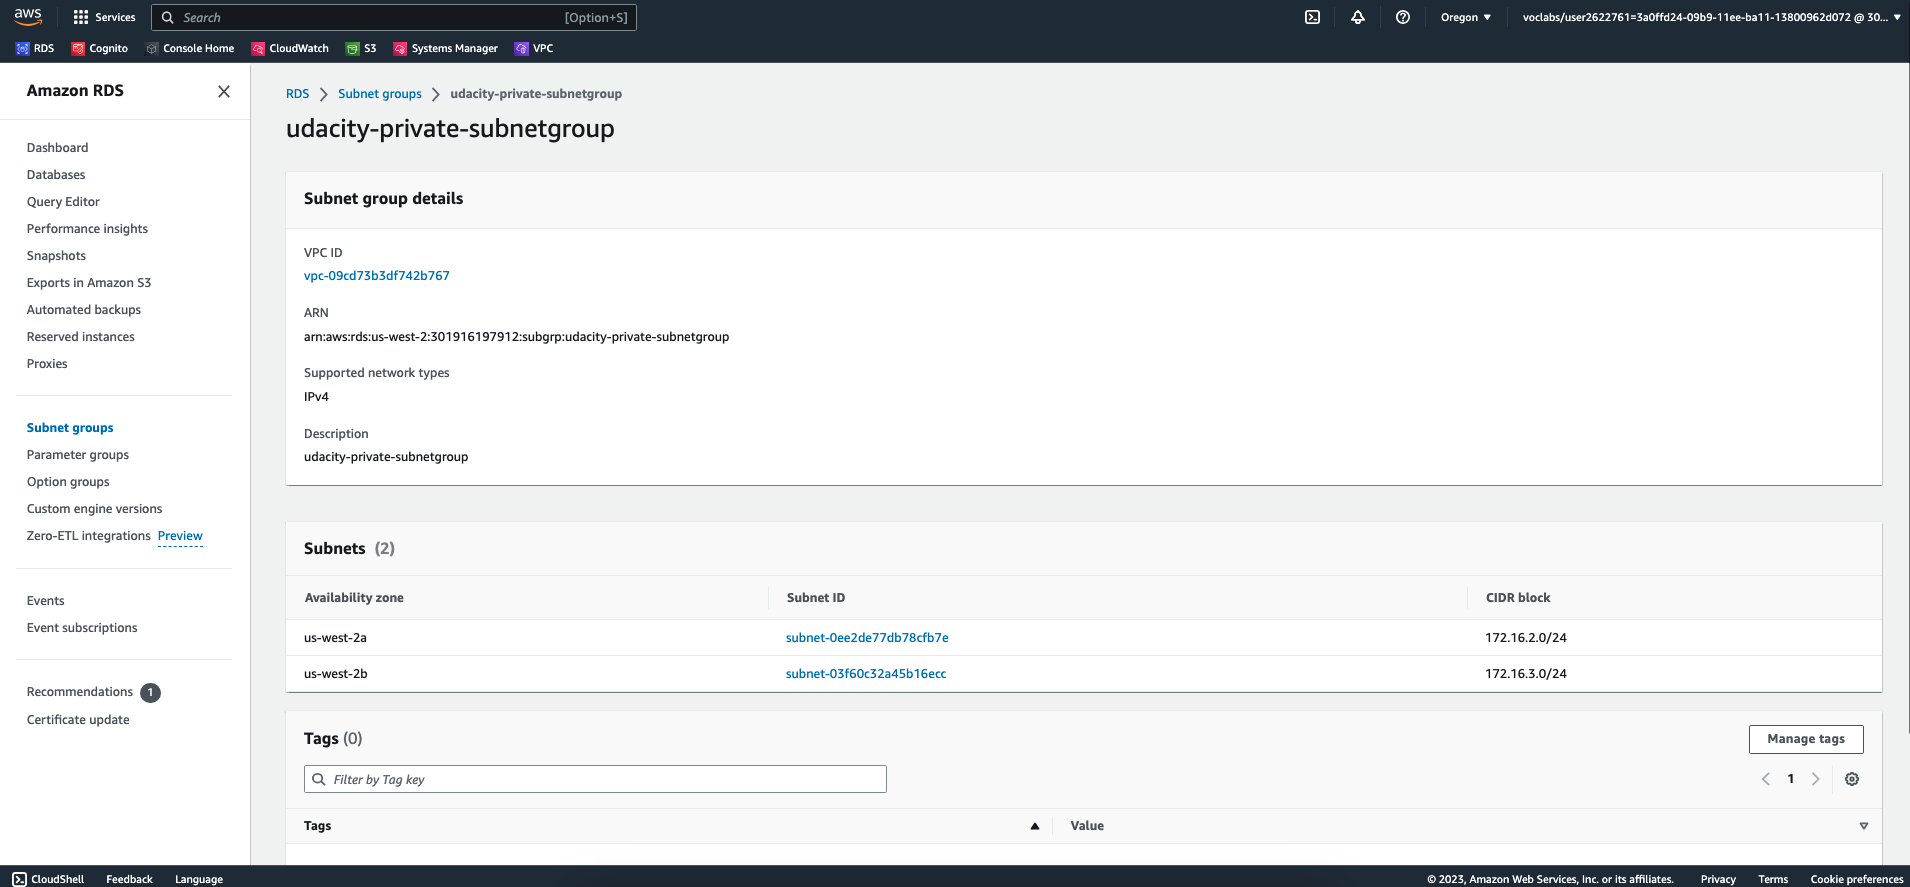 aws Services Search [Option+S] Oregon ▼ voclabs/user2622761=3a0ffd24-09b9-11ee-ba11-13800962d072 @ 30... ▼
RDS Cognito Console Home CloudWatch S3 Systems Manager VPC
Amazon RDS
Dashboard
Databases
Query Editor
Performance insights
Snapshots
Exports in Amazon S3
Automated backups
Reserved instances
Proxies
Subnet groups
Parameter groups
Option groups
Custom engine versions
Zero-ETL integrations Preview
Events
Event subscriptions
Recommendations 1
Certificate update
RDS > Subnet groups > udacity-private-subnetgroup
udacity-private-subnetgroup
Subnet group details
VPC ID
vpc-09cd73b3df742b767
ARN
arn:aws:rds:us-west-2:301916197912:subgrp:udacity-private-subnetgroup
Supported network types
IPv4
Description
udacity-private-subnetgroup
Subnets (2)
Availability zone Subnet ID CIDR block
us-west-2a subnet-0ee2de77db78cfb7e 172.16.2.0/24
us-west-2b subnet-03f60c32a45b16ecc 172.16.3.0/24
Tags (0) Manage tags
Filter by Tag key < 1 >
Tags ▲ Value ▽
CloudShell Feedback Language © 2023, Amazon Web Services, Inc. or its affiliates. Privacy Terms Cookie preferences